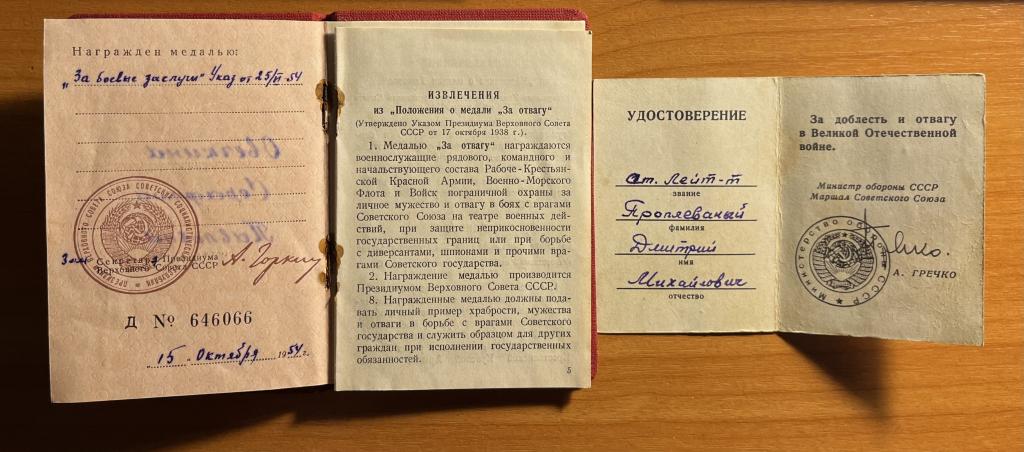 Награжден медалью:
„За боевые заслуги" Указ от 25/VI-54
Зам Секретаря Президиума
Верховного Совета СССР
А. Горкин
Д № 646066
15 Октября 1954 г.
ИЗВЛЕЧЕНИЯ
из „Положения о медали „За отвагу"
(Утверждено Указом Президиума Верховного Совета
СССР от 17 октября 1938 г.).
1. Медалью „За отвагу" награждаются
военнослужащие рядового, командного и
начальствующего состава Рабоче-Крестьян-
ской Красной Армии, Военно-Морского
Флота и Войск пограничной охраны за
личное мужество и отвагу в боях с врагами
Советского Союза на театре военных дей-
ствий, при защите неприкосновенности
государственных границ или при борьбе
с диверсантами, шпионами и прочими вра-
гами Советского государства.
2. Награждение медалью производится
Президиумом Верховного Совета СССР.
8. Награжденные медалью должны пода-
вать личный пример храбрости, мужества
и отваги в борьбе с врагами Советского
государства и служить образцом для других
граждан при исполнении государственных
обязанностей.
5
УДОСТОВЕРЕНИЕ
ст. Лейт-т
звание
Проплеваный
фамилия
Дмитрий
имя
Михайлович
отчество
За доблесть и отвагу
в Великой Отечественной
войне.
Министр обороны СССР
Маршал Советского Союза
Министерство обороны СССР
А. ГРЕЧКО